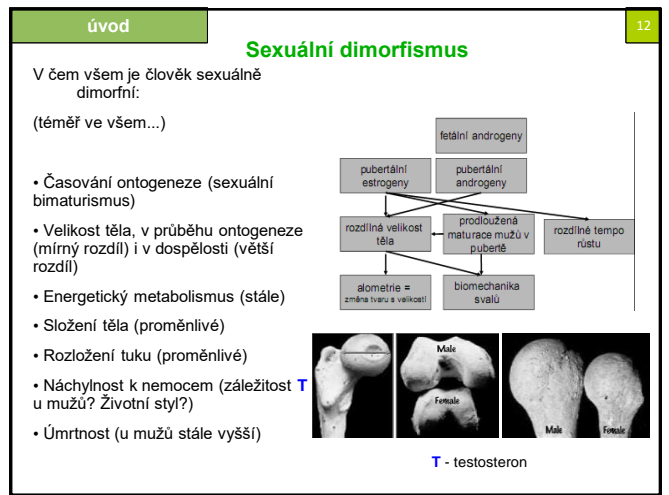 úvod
12
Sexuální dimorfismus
V čem všem je člověk sexuálně
dimorfní:
(téměř ve všem...)
• Časování ontogeneze (sexuální
bimaturismus)
• Velikost těla, v průběhu ontogeneze
(mírný rozdíl) i v dospělosti (větší
rozdíl)
• Energetický metabolismus (stále)
• Složení těla (proměnlivé)
• Rozložení tuku (proměnlivé)
• Náchylnost k nemocem (záležitost T
u mužů? Životní styl?)
• Úmrtnost (u mužů stále vyšší)
fetální androgeny
pubertální
estrogeny
pubertální
androgeny
rozdílná velikost
těla
prodloužená
maturace mužů v
pubertě
rozdílné tempo
růstu
alometrie =
změna tvaru s velikostí
biomechanika
svalů
Male
Female
Male
Female
T - testosteron